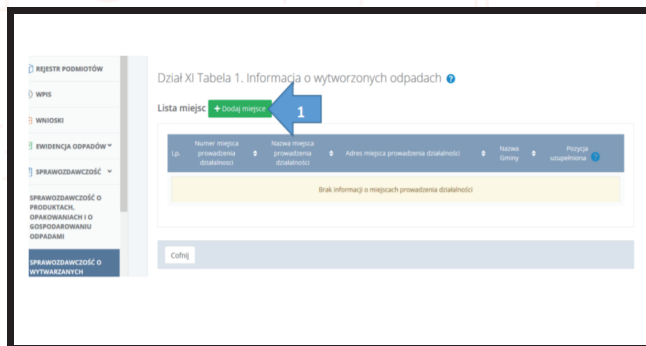 REJESTR PODMIOTÓW
WPIS
WNIOSKI
EWIDENCJA ODPADÓW
SPRAWOZDAWCZOŚĆ
SPRAWOZDAWCZOŚĆ O
PRODUKTACH,
OPAKOWANIACH I O
GOSPODAROWANIU
ODPADAMI
SPRAWOZDAWCZOŚĆ O
WYTWARZANYCH
Dział XI Tabela 1. Informacja o wytworzonych odpadach ?
Lista miejsc + Dodaj miejsce 1
Lp.
Numer miejsca
prowadzenia
działalności
Nazwa miejsca
prowadzenia
działalności
Adres miejsca prowadzenia działalności
Nazwa
Gminy
Pozycja
uzupełniona ?
Brak informacji o miejscach prowadzenia działalności
Cofnij